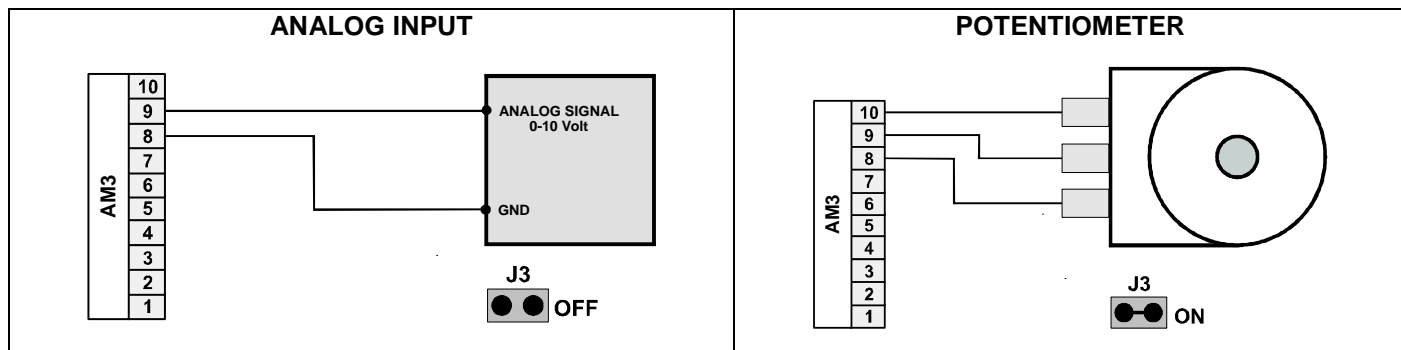 ANALOG INPUT
AM3
10
9
8
7
6
5
4
3
2
1
ANALOG SIGNAL
0-10 Volt
GND
J3
OFF
POTENTIOMETER
AM3
10
9
8
7
6
5
4
3
2
1
J3
ON